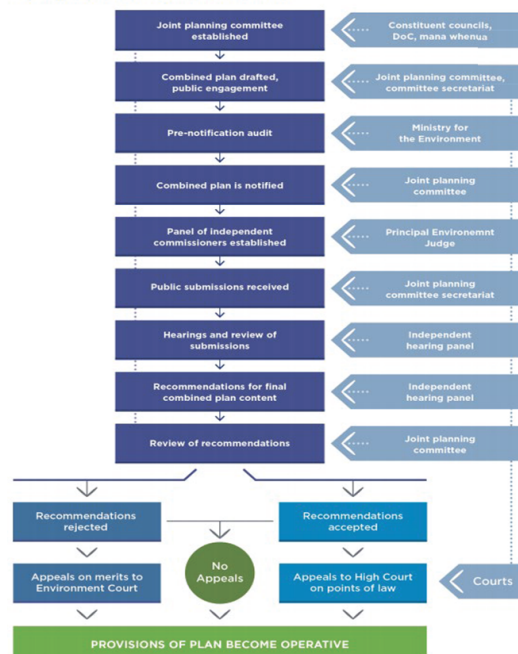 Joint planning committee
established
Constituent councils,
DoC, mana whenua
Combined plan drafted,
public engagement
Joint planning committee,
committee secretariat
Pre-notification audit
Ministry for
the Environment
Combined plan is notified
Joint planning
committee
Panel of independent
commissioners established
Principal Environemnt
Judge
Public submissions received
Joint planning
committee secretariat
Hearings and review of
submissions
Independent
hearing panel
Recommendations for final
combined plan content
Independent
hearing panel
Review of recommendations
Joint planning
committee
Recommendations
rejected
No
Appeals
Recommendations
accepted
Appeals on merits to
Environment Court
Appeals to High Court
on points of law
Courts
PROVISIONS OF PLAN BECOME OPERATIVE